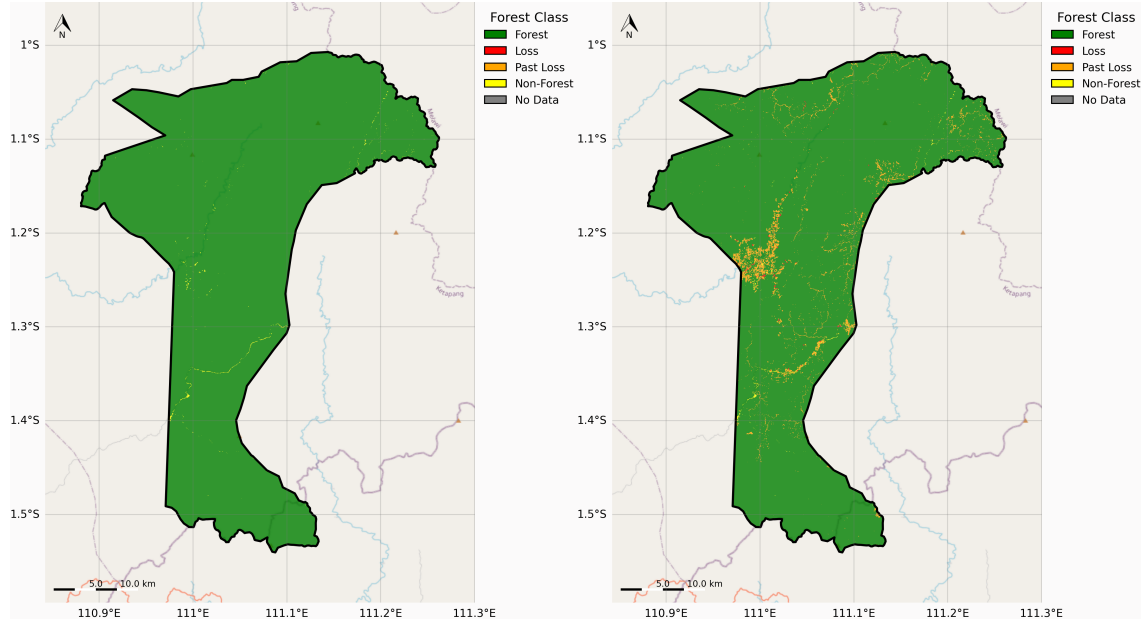 Forest Class
Forest
Loss
Past Loss
Non-Forest
No Data
N
1°S
1.1°S
1.2°S
1.3°S
1.4°S
1.5°S
Melawi
Ketapang
5.0 10.0 km
110.9°E 111°E 111.1°E 111.2°E 111.3°E
Forest Class
Forest
Loss
Past Loss
Non-Forest
No Data
N
1°S
1.1°S
1.2°S
1.3°S
1.4°S
1.5°S
Melawi
Ketapang
5.0 10.0 km
110.9°E 111°E 111.1°E 111.2°E 111.3°E